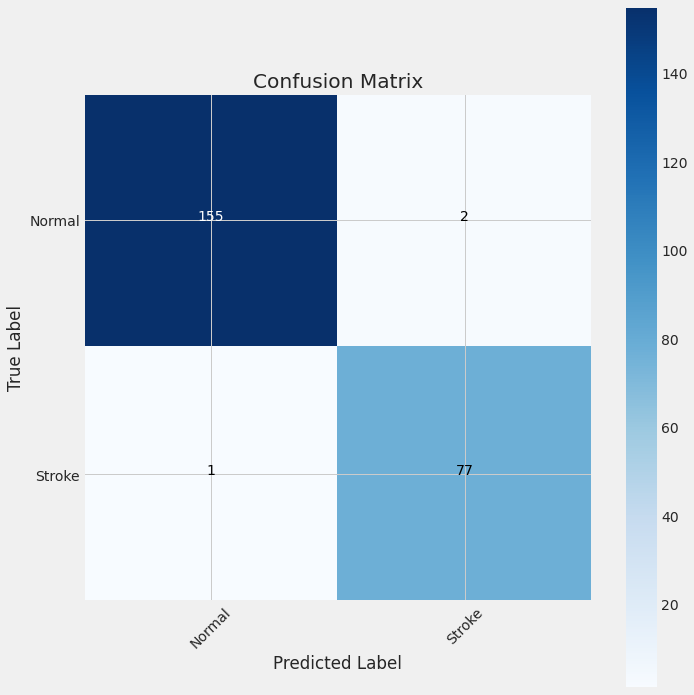 Confusion Matrix
140
120
100
80
60
40
20
True Label
Normal
155
2
Stroke
1
77
Normal
Stroke
Predicted Label